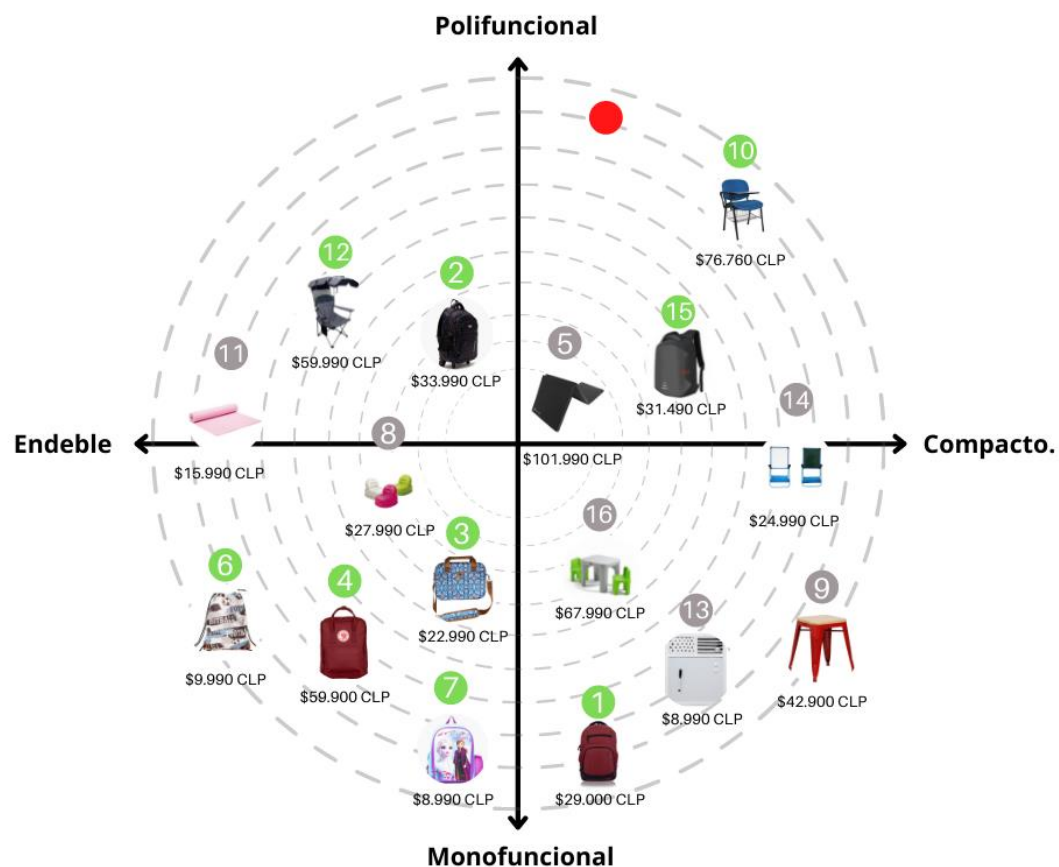 Polifuncional
10
$76.760 CLP
12
$59.990 CLP
2
$33.990 CLP
15
$31.490 CLP
5
11
14
8
Endeble
Compacto.
$15.990 CLP
$101.990 CLP
$24.990 CLP
$27.990 CLP
16
3
6
4
$67.990 CLP
9
13
$22.990 CLP
$9.990 CLP
$59.900 CLP
$42.900 CLP
7
1
$8.990 CLP
$8.990 CLP
$29.000 CLP
Monofuncional